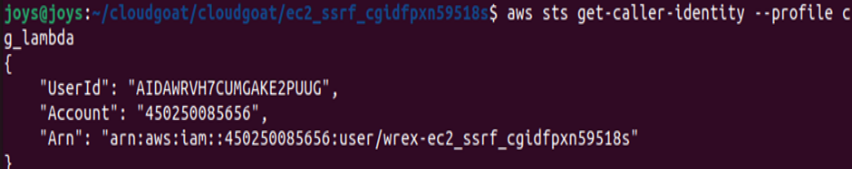 joys@joys:~/cloudgoat/cloudgoat/ec2_ssrf_cgidfpxn59518s$ aws sts get-caller-identity --profile c
g_lambda
{
    "UserId": "AIDAWRVH7CUMGAKE2PUUG",
    "Account": "450250085656",
    "Arn": "arn:aws:iam::450250085656:user/wrex-ec2_ssrf_cgidfpxn59518s"
}